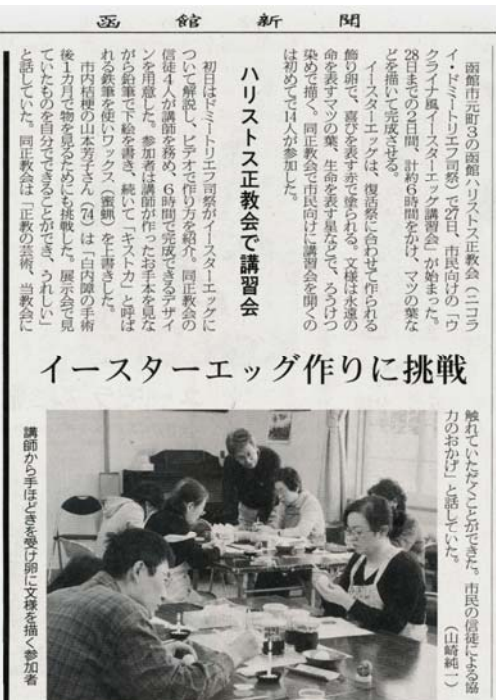 函館新聞
イースターエッグ作りに挑戦
ハリストス正教会で講習会
函館市元町3の函館ハリストス正教会(ニコラ
イ・ドミートリエフ司祭)で27日、市民向けの「ウ
クライナ風イースターエッグ講習会」が始まった。
28日までの2日間、計約6時間をかけ、マツの葉な
どを描いて完成させる。
イースターエッグは、復活祭に合わせて作られる
飾り卵で、喜びを表す赤で塗られる。文様は永遠の
命を表すマツの葉、生命を表す星などで、ろうけつ
染めで描く。同正教会で市民向けに講習会を開くの
は初めてで14人が参加した。
初日はドミートリエフ司祭がイースターエッグに
ついて解説し、ビデオで作り方を紹介。同正教会の
信徒4人が講師を務め、6時間で完成できるデザイ
ンを用意した。参加者は講師が作ったお手本を見な
がら鉛筆で下絵を書き、続いて「キストカ」と呼ば
れる鉄筆を使いワックス(蜜蝋)を上書きした。
市内桔梗の山本芳子さん(74)は「白内障の手術
後1カ月で物を見るためにも挑戦した。展示会で見
ていたものを自分でできることができ、うれしい」
と話していた。同正教会は「正教の芸術、当教会に
触れていただくことができた。市民の信徒による協
力のおかげ」と話していた。
(山崎純一)
講師から手ほどきを受け卵に文様を描く参加者